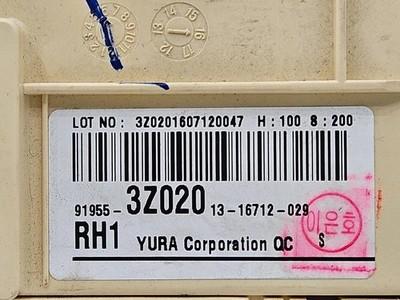 LOT NO: 3Z0201607120047 H:100 8:200
91955-3Z020 13-16712-029
RH1 YURA Corporation QC S